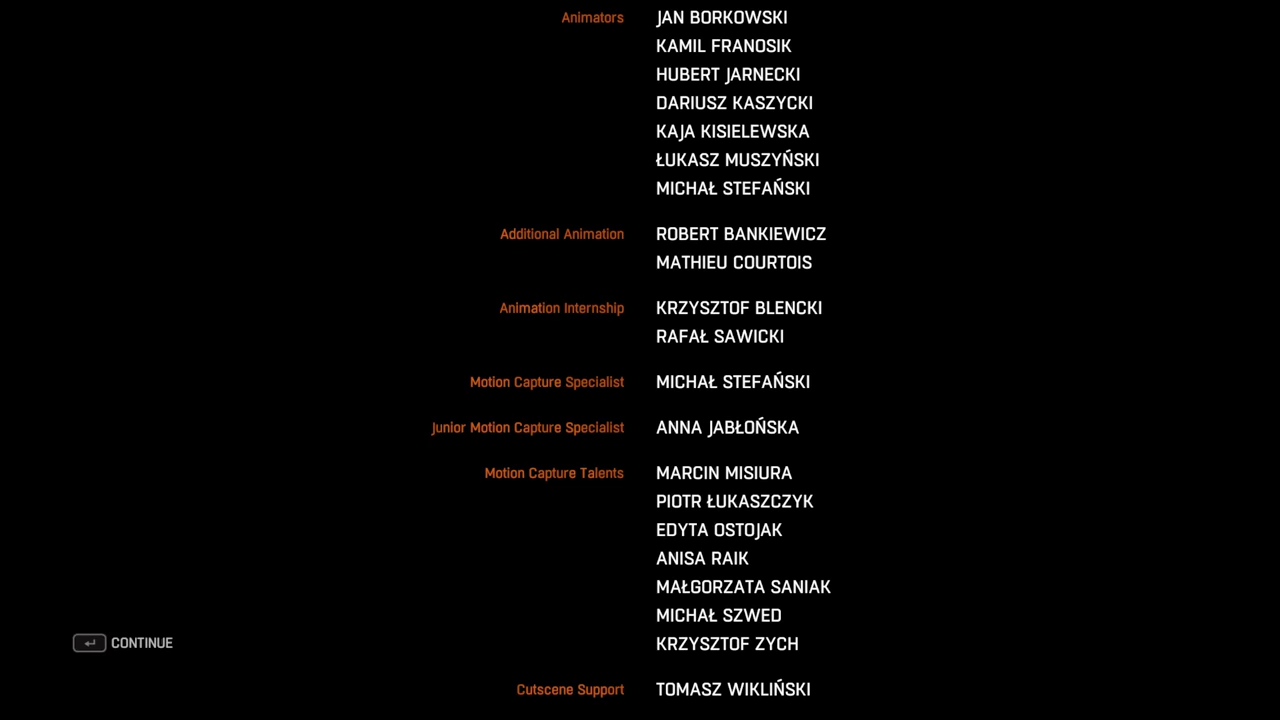 Animators JAN BORKOWSKI
KAMIL FRANOSIK
HUBERT JARNECKI
DARIUSZ KASZYCKI
KAJA KISIELEWSKA
ŁUKASZ MUSZYŃSKI
MICHAŁ STEFAŃSKI
Additional Animation ROBERT BANKIEWICZ
MATHIEU COURTOIS
Animation Internship KRZYSZTOF BLENCKI
RAFAŁ SAWICKI
Motion Capture Specialist MICHAŁ STEFAŃSKI
Junior Motion Capture Specialist ANNA JABŁOŃSKA
Motion Capture Talents MARCIN MISIURA
PIOTR ŁUKASZCZYK
EDYTA OSTOJAK
ANISA RAIK
MAŁGORZATA SANIAK
MICHAŁ SZWED
KRZYSZTOF ZYCH
CONTINUE
Cutscene Support TOMASZ WIKLIŃSKI